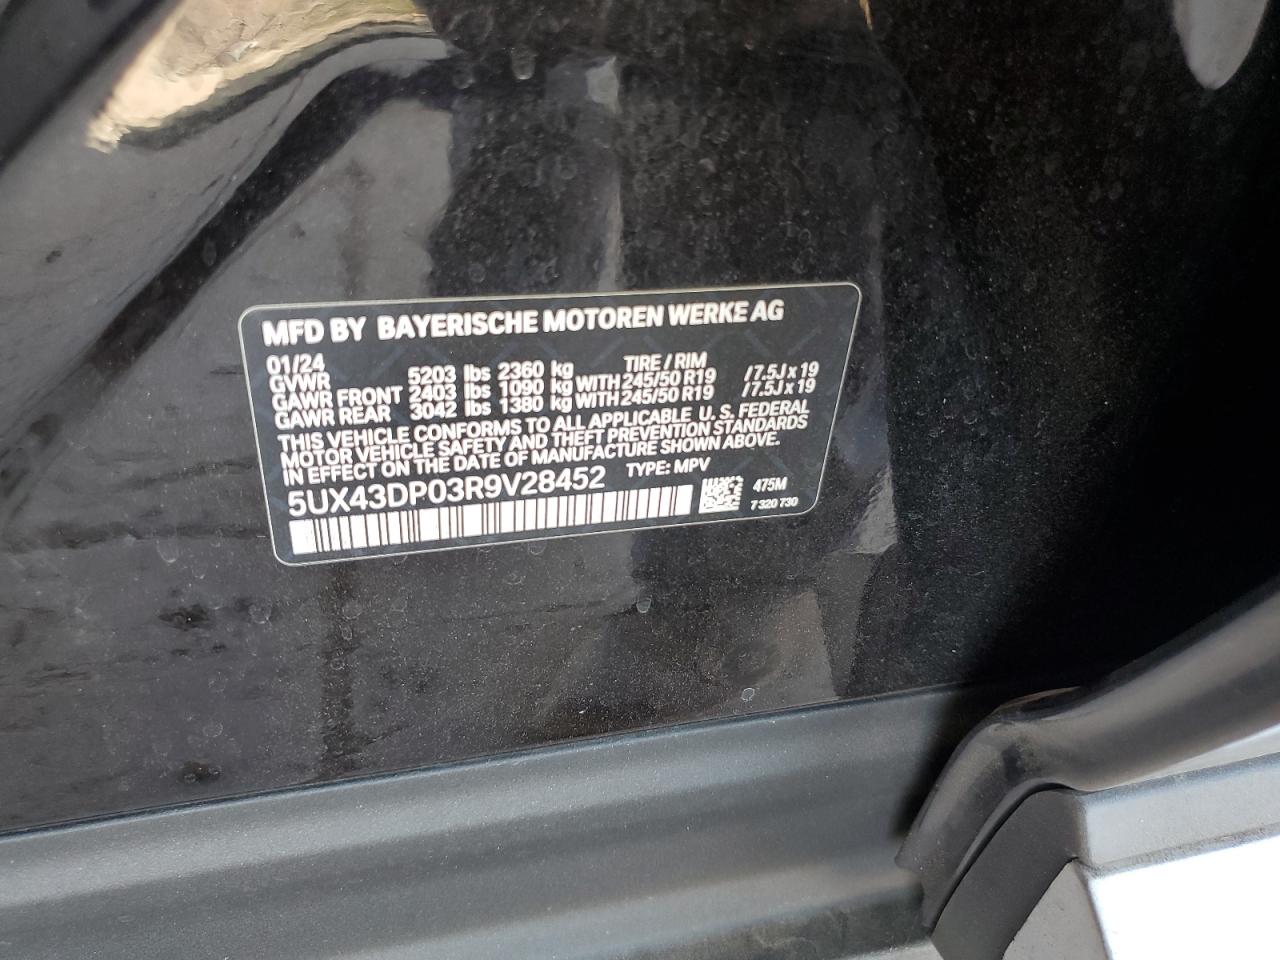 MFD BY BAYERISCHE MOTOREN WERKE AG
01/24 TIRE / RIM
GVWR 5203 lbs 2360 kg
GAWR FRONT 2403 lbs 1090 kg WITH 245/50 R19 / 7.5J x 19
GAWR REAR 3042 lbs 1380 kg WITH 245/50 R19 / 7.5J x 19
THIS VEHICLE CONFORMS TO ALL APPLICABLE U. S. FEDERAL
MOTOR VEHICLE SAFETY AND THEFT PREVENTION STANDARDS
IN EFFECT ON THE DATE OF MANUFACTURE SHOWN ABOVE.
5UX43DP03R9V28452 TYPE: MPV
475M
7 320 730